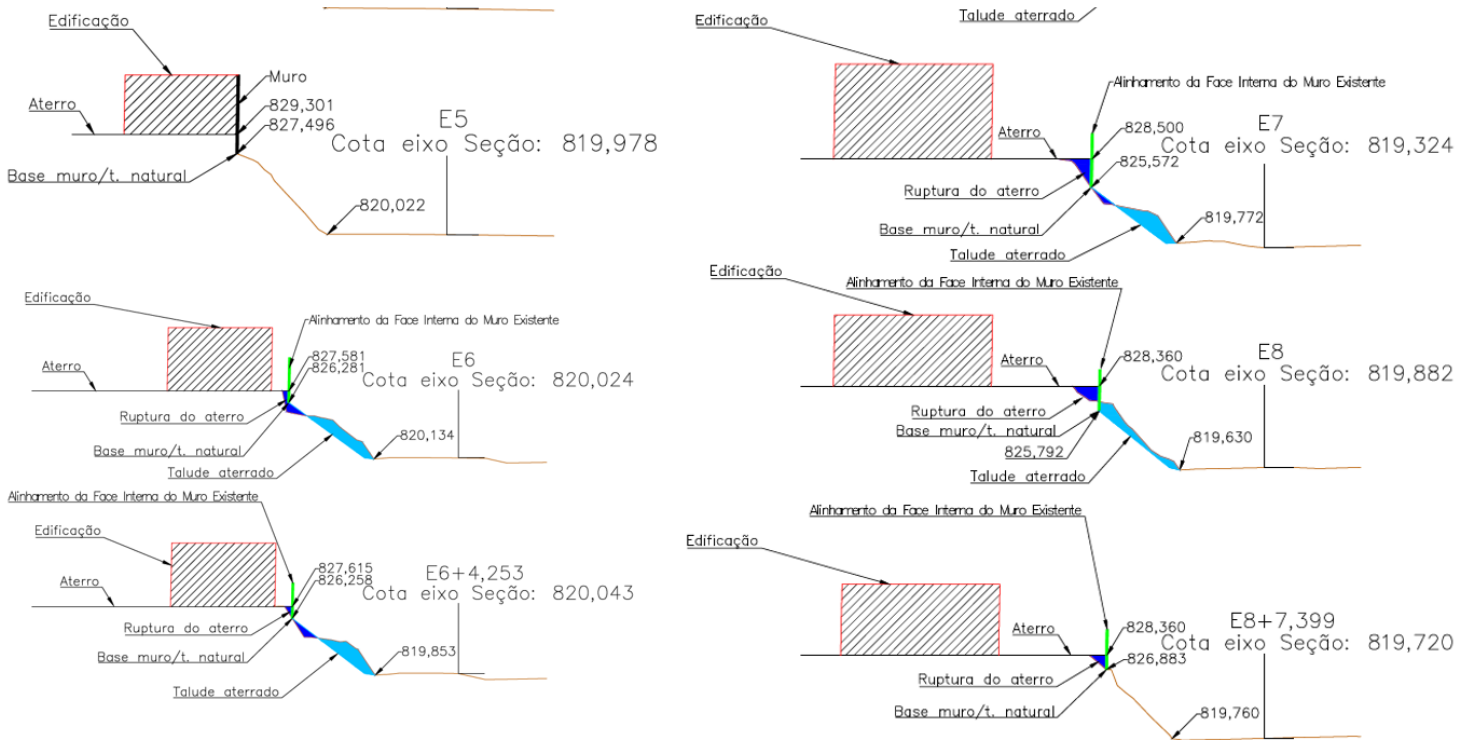 Edificação
Muro
829,301
827,496
Aterro
Base muro/t. natural
820,022
E5
Cota eixo Seção: 819,978
Edificação
Alinhamento da Face Interna do Muro Existente
827,581
826,281
Aterro
Ruptura do aterro
Base muro/t. natural
Talude aterrado
820,134
E6
Cota eixo Seção: 820,024
Alinhamento da Face Interna do Muro Existente
Edificação
827,615
826,258
Aterro
Ruptura do aterro
Base muro/t. natural
Talude aterrado
819,853
E6+4,253
Cota eixo Seção: 820,043
Talude aterrado
Edificação
Alinhamento da Face Interna do Muro Existente
Aterro
828,500
825,572
Ruptura do aterro
Base muro/t. natural
Talude aterrado
819,772
E7
Cota eixo Seção: 819,324
Edificação
Alinhamento da Face Interna do Muro Existente
Aterro
828,360
Ruptura do aterro
Base muro/t. natural
825,792
Talude aterrado
819,630
E8
Cota eixo Seção: 819,882
Alinhamento da Face Interna do Muro Existente
Edificação
Aterro
828,360
826,883
Ruptura do aterro
Base muro/t. natural
819,760
E8+7,399
Cota eixo Seção: 819,720